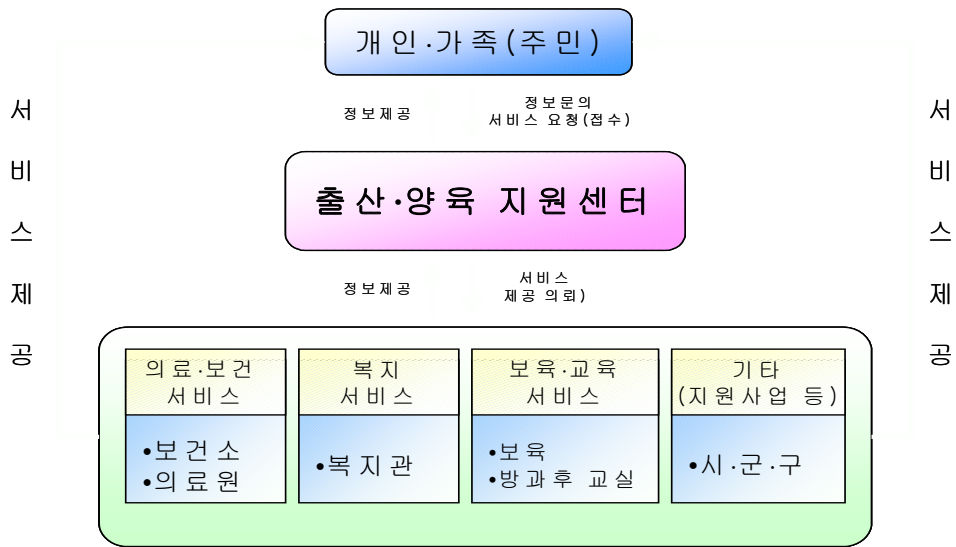 개인·가족(주민)
정보제공
정보문의
서비스 요청(접수)
서
비
스
제
공
서
비
스
제
공
출산·양육 지원센터
정보제공
서비스
제공 의뢰)
의료·보건
서비스
•보건소
•의료원
복지
서비스
•복지관
보육·교육
서비스
•보육
•방과후 교실
기타
(지원사업 등)
•시·군·구